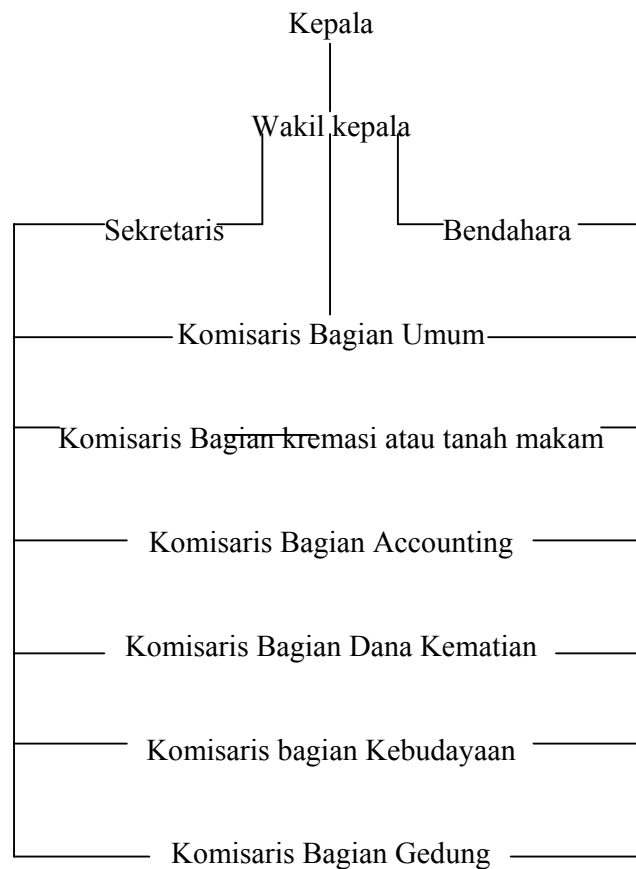 Kepala
Wakil kepala
Sekretaris
Bendahara
Komisaris Bagian Umum
Komisaris Bagian kremasi atau tanah makam
Komisaris Bagian Accounting
Komisaris Bagian Dana Kematian
Komisaris bagian Kebudayaan
Komisaris Bagian Gedung